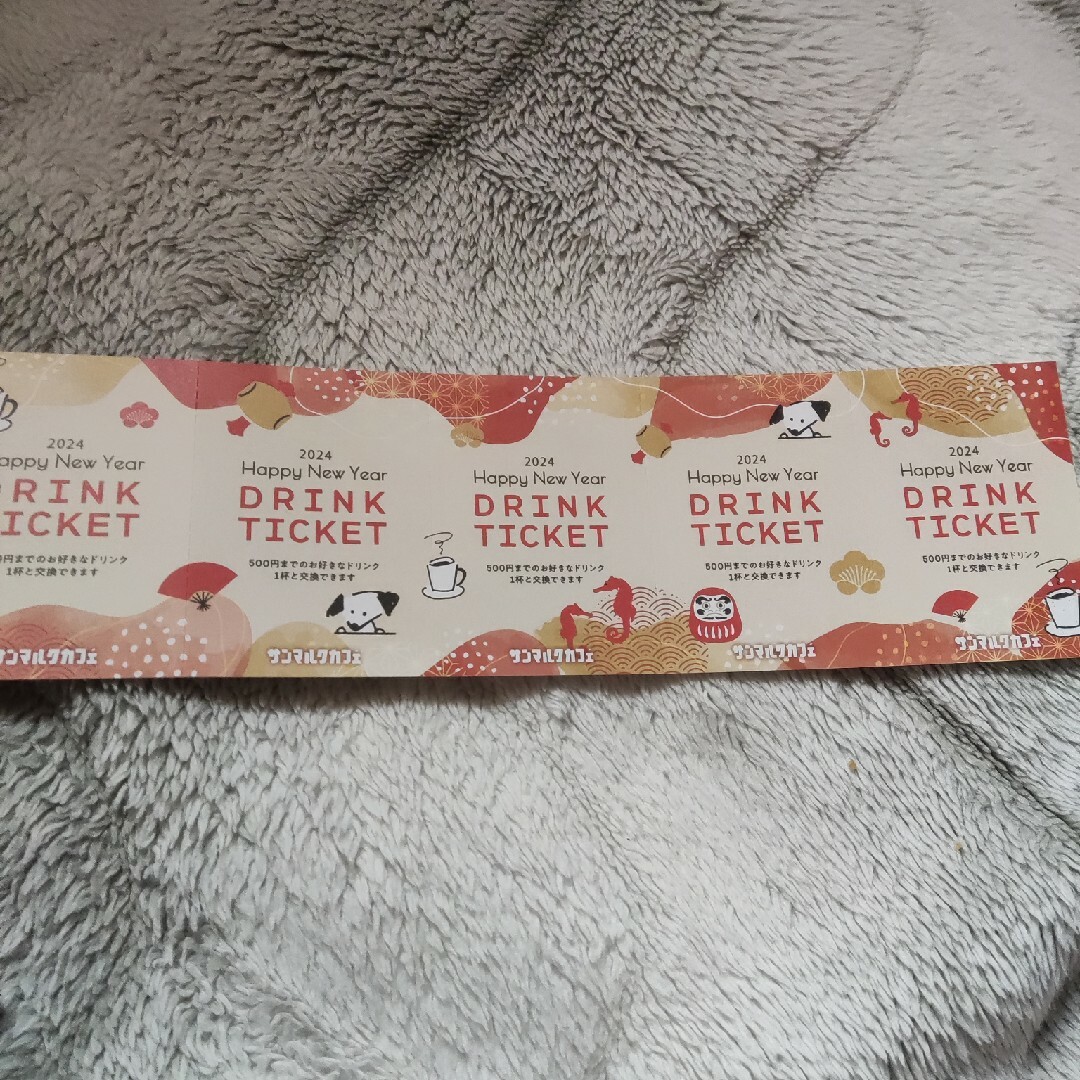 2024
appy New Year
RINK
ICKET
円までのお好きなドリンク
1杯と交換できます
サンマルクカフェ
2024
Happy New Year
DRINK
TICKET
500円までのお好きなドリンク
1杯と交換できます
サンマルクカフェ
2024
Happy New Year
DRINK
TICKET
500円までのお好きなドリンク
1杯と交換できます
サンマルクカフェ
2024
Happy New Year
DRINK
TICKET
500円までのお好きなドリンク
1杯と交換できます
サンマルクカフェ
2024
Happy New Year
DRINK
TICKET
500円までのお好きなドリンク
1杯と交換できます
サンマルクカフェ